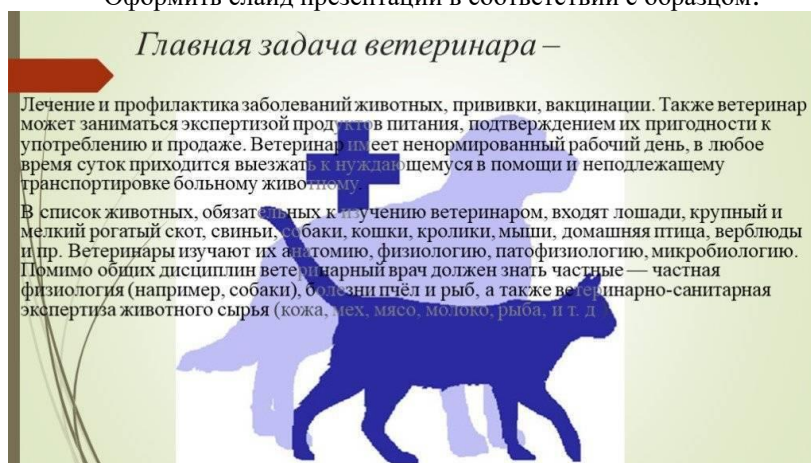 Оформить слайд презентации в соответствии с образцом:
Главная задача ветеринара –
Лечение и профилактика заболеваний животных, прививки, вакцинации. Также ветеринар
может заниматься экспертизой продуктов питания, подтверждением их пригодности к
употреблению и продаже. Ветеринар имеет ненормированный рабочий день, в любое
время суток приходится выезжать к нуждающемуся в помощи и неподлежащему
транспортировке больному животному.
В список животных, обязательных к изучению ветеринаром, входят лошади, крупный и
мелкий рогатый скот, свиньи, собаки, кошки, кролики, мыши, домашняя птица, верблюды
и пр. Ветеринары изучают их анатомию, физиологию, патофизиологию, микробиологию.
Помимо общих дисциплин ветеринарный врач должен знать частные — частная
физиология (например, собаки), болезни пчёл и рыб, а также ветеринарно-санитарная
экспертиза животного сырья (кожа, мех, мясо, молоко, рыба, и т. д